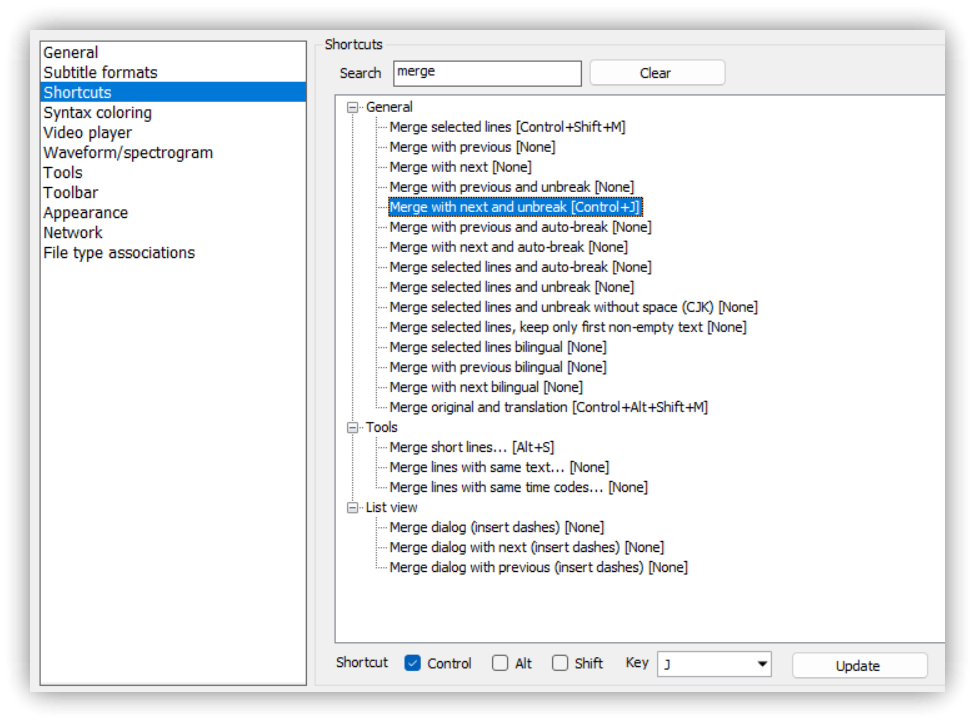 General
Subtitle formats
Shortcuts
Syntax coloring
Video player
Waveform/spectrogram
Tools
Toolbar
Appearance
Network
File type associations
Shortcuts
Search merge Clear
General
Merge selected lines [Control+Shift+M]
Merge with previous [None]
Merge with next [None]
Merge with previous and unbreak [None]
Merge with next and unbreak [Control+J]
Merge with previous and auto-break [None]
Merge with next and auto-break [None]
Merge selected lines and auto-break [None]
Merge selected lines and unbreak [None]
Merge selected lines and unbreak without space (CJK) [None]
Merge selected lines, keep only first non-empty text [None]
Merge selected lines bilingual [None]
Merge with previous bilingual [None]
Merge with next bilingual [None]
Merge original and translation [Control+Alt+Shift+M]
Tools
Merge short lines... [Alt+S]
Merge lines with same text... [None]
Merge lines with same time codes... [None]
List view
Merge dialog (insert dashes) [None]
Merge dialog with next (insert dashes) [None]
Merge dialog with previous (insert dashes) [None]
Shortcut Control Alt Shift Key J Update